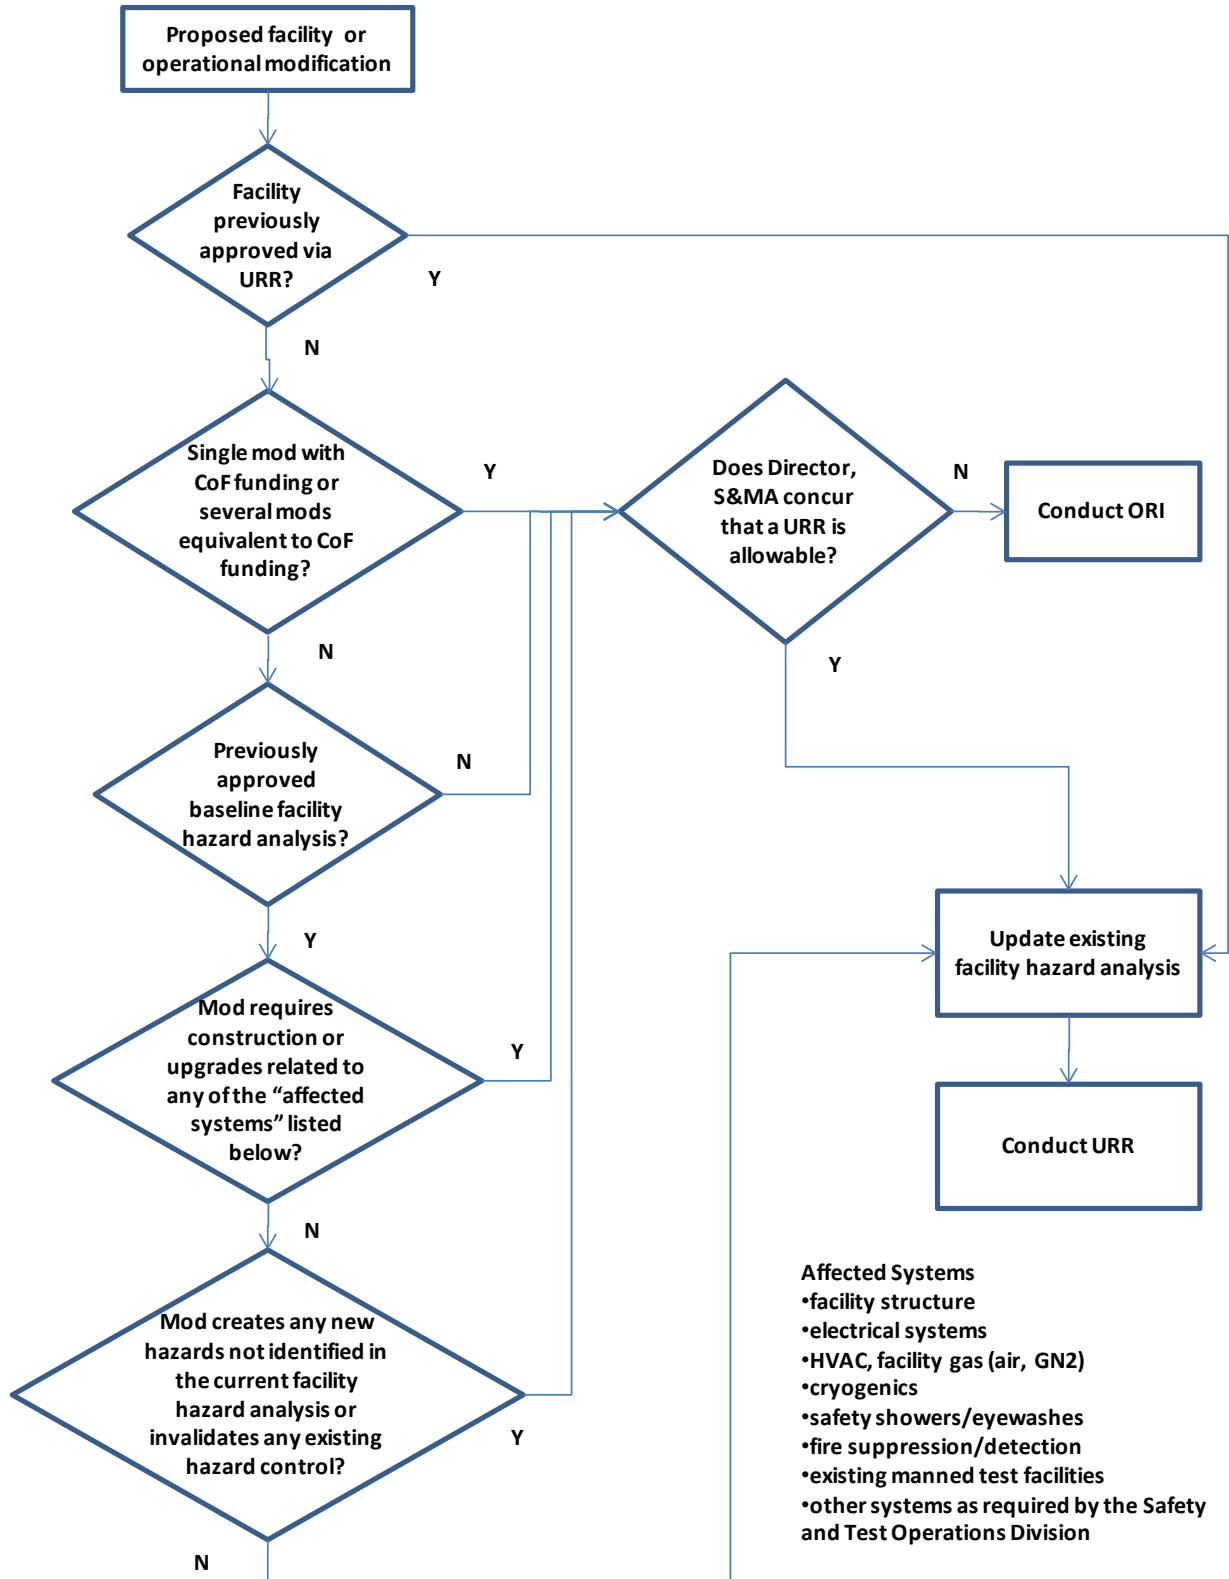 Proposed facility or
operational modification
Facility
previously
approved via
URR?
Y
N
Single mod with
CoF funding or
several mods
equivalent to CoF
funding?
Y
N
Does Director,
S&MA concur
that a URR is
allowable?
N
Conduct ORI
Y
Previously
approved
baseline facility
hazard analysis?
N
Y
Mod requires
construction or
upgrades related to
any of the “affected
systems” listed
below?
Y
N
Update existing
facility hazard analysis
Conduct URR
Mod creates any new
hazards not identified in
the current facility
hazard analysis or
invalidates any existing
hazard control?
Y
N
Affected Systems
•facility structure
•electrical systems
•HVAC, facility gas (air, GN2)
•cryogenics
•safety showers/eyewashes
•fire suppression/detection
•existing manned test facilities
•other systems as required by the Safety
and Test Operations Division